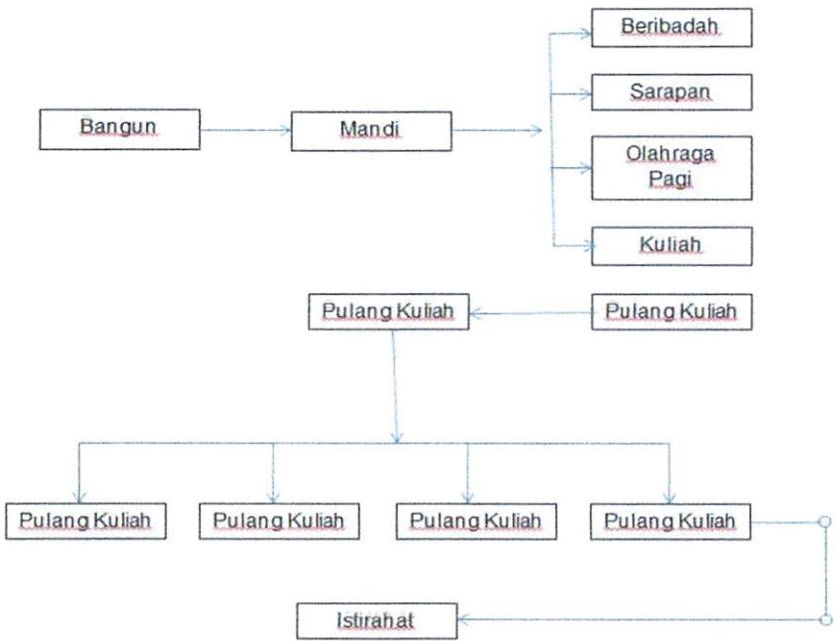 Beribadah
Sarapan
Bangun
Mandi
Olahraga
Pagi
Kuliah
Pulang Kuliah
Pulang Kuliah
Pulang Kuliah
Pulang Kuliah
Pulang Kuliah
Pulang Kuliah
Istirahat